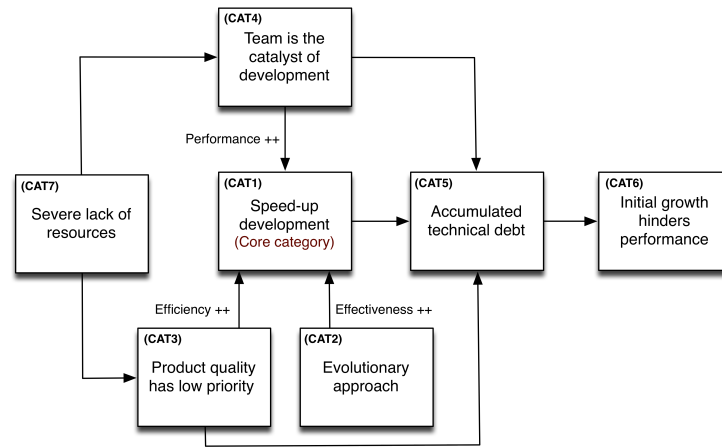 (CAT4)
Team is the
catalyst of
development
Performance ++
(CAT7)
Severe lack of
resources
(CAT1)
Speed-up
development
(Core category)
(CAT5)
Accumulated
technical debt
(CAT6)
Initial growth
hinders
performance
Efficiency ++
Effectiveness ++
(CAT3)
Product quality
has low priority
(CAT2)
Evolutionary
approach